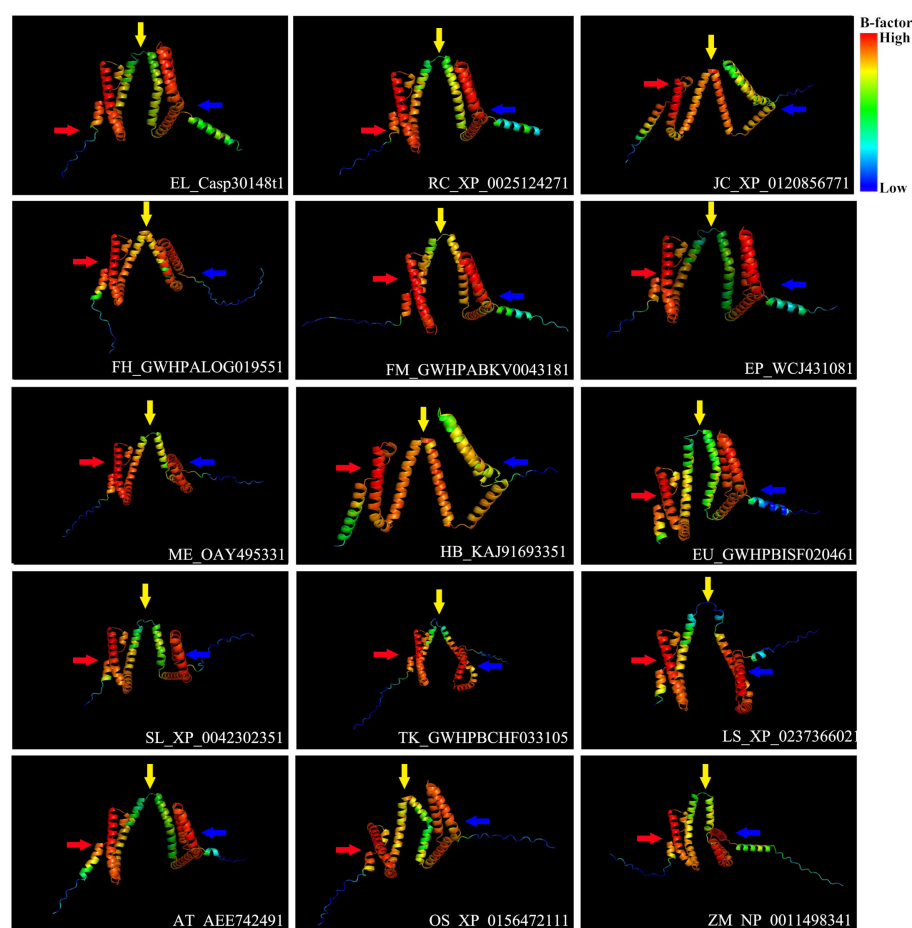 B-factor
High
Low
EL_Casp30148t1
RC_XP_0025124271
JC_XP_0120856771
FH_GWHPALOG019551
FM_GWHPABKV0043181
EP_WCJ431081
ME_OAY495331
HB_KAJ91693351
EU_GWHPBISF020461
SL_XP_0042302351
TK_GWHPBCHF033105
LS_XP_0237366021
AT_AEE742491
OS_XP_0156472111
ZM_NP_0011498341